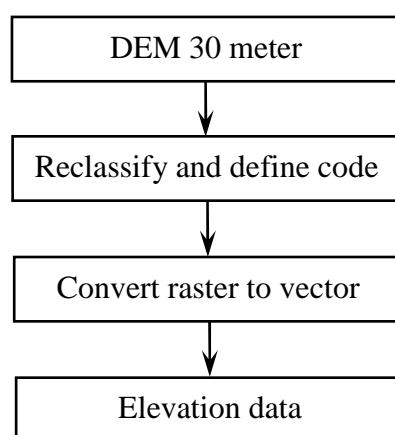 DEM 30 meter
Reclassify and define code
Convert raster to vector
Elevation data